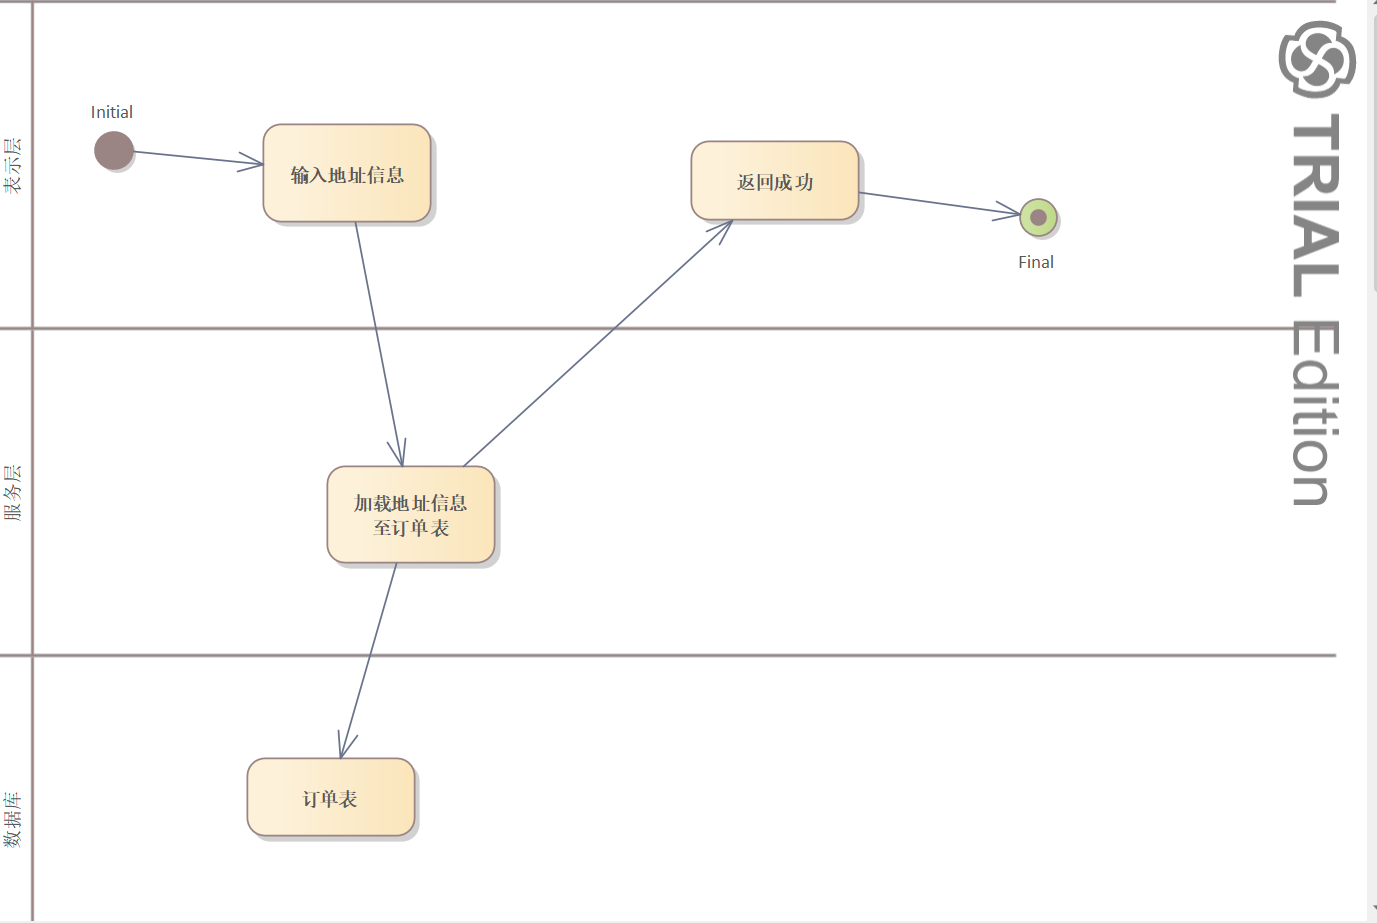 Initial
表示层
输入地址信息
返回成功
Final
TRIAL Edition
服务层
加载地址信息
至订单表
数据库
订单表